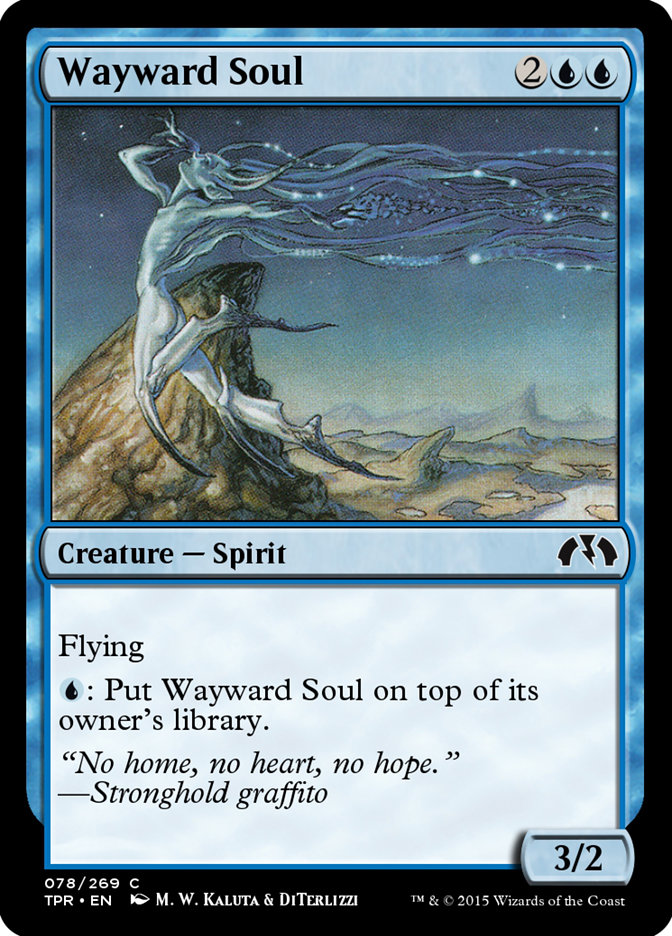 Wayward Soul 2
Creature — Spirit
Flying
: Put Wayward Soul on top of its
owner's library.
“No home, no heart, no hope.”
—Stronghold graffito
3/2
078/269 C
TPR • EN M. W. KALUTA & DITERLIZZI ™ & © 2015 Wizards of the Coast